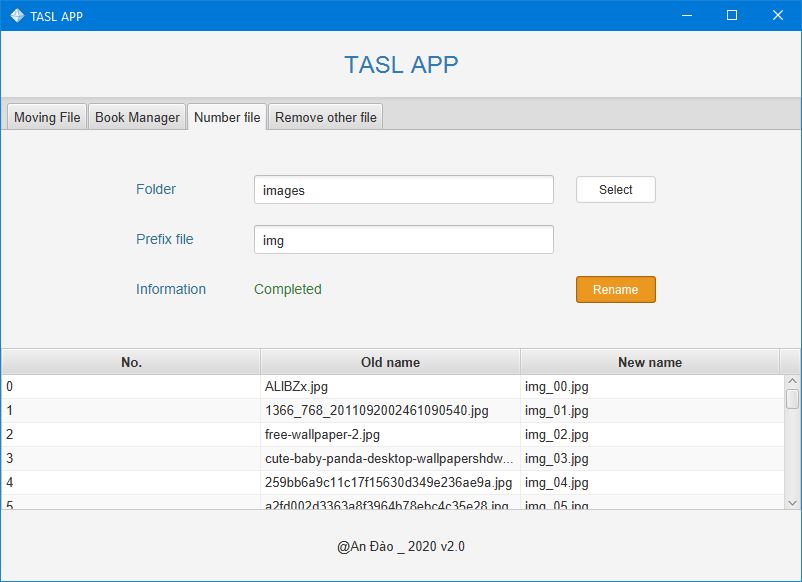 TASL APP
TASL APP
Moving File Book Manager Number file Remove other file
Folder images Select
Prefix file img
Information Completed Rename
No. Old name New name
0 ALIBZx.jpg img_00.jpg
1 1366_768_2011092002461090540.jpg img_01.jpg
2 free-wallpaper-2.jpg img_02.jpg
3 cute-baby-panda-desktop-wallpapershdw... img_03.jpg
4 259bb6a9c11c17f15630d349e236ae9a.jpg img_04.jpg
5 a2fd002d3363a8f3964b78ebc4c35e28.jpg img_05.jpg
@An Đào _ 2020 v2.0